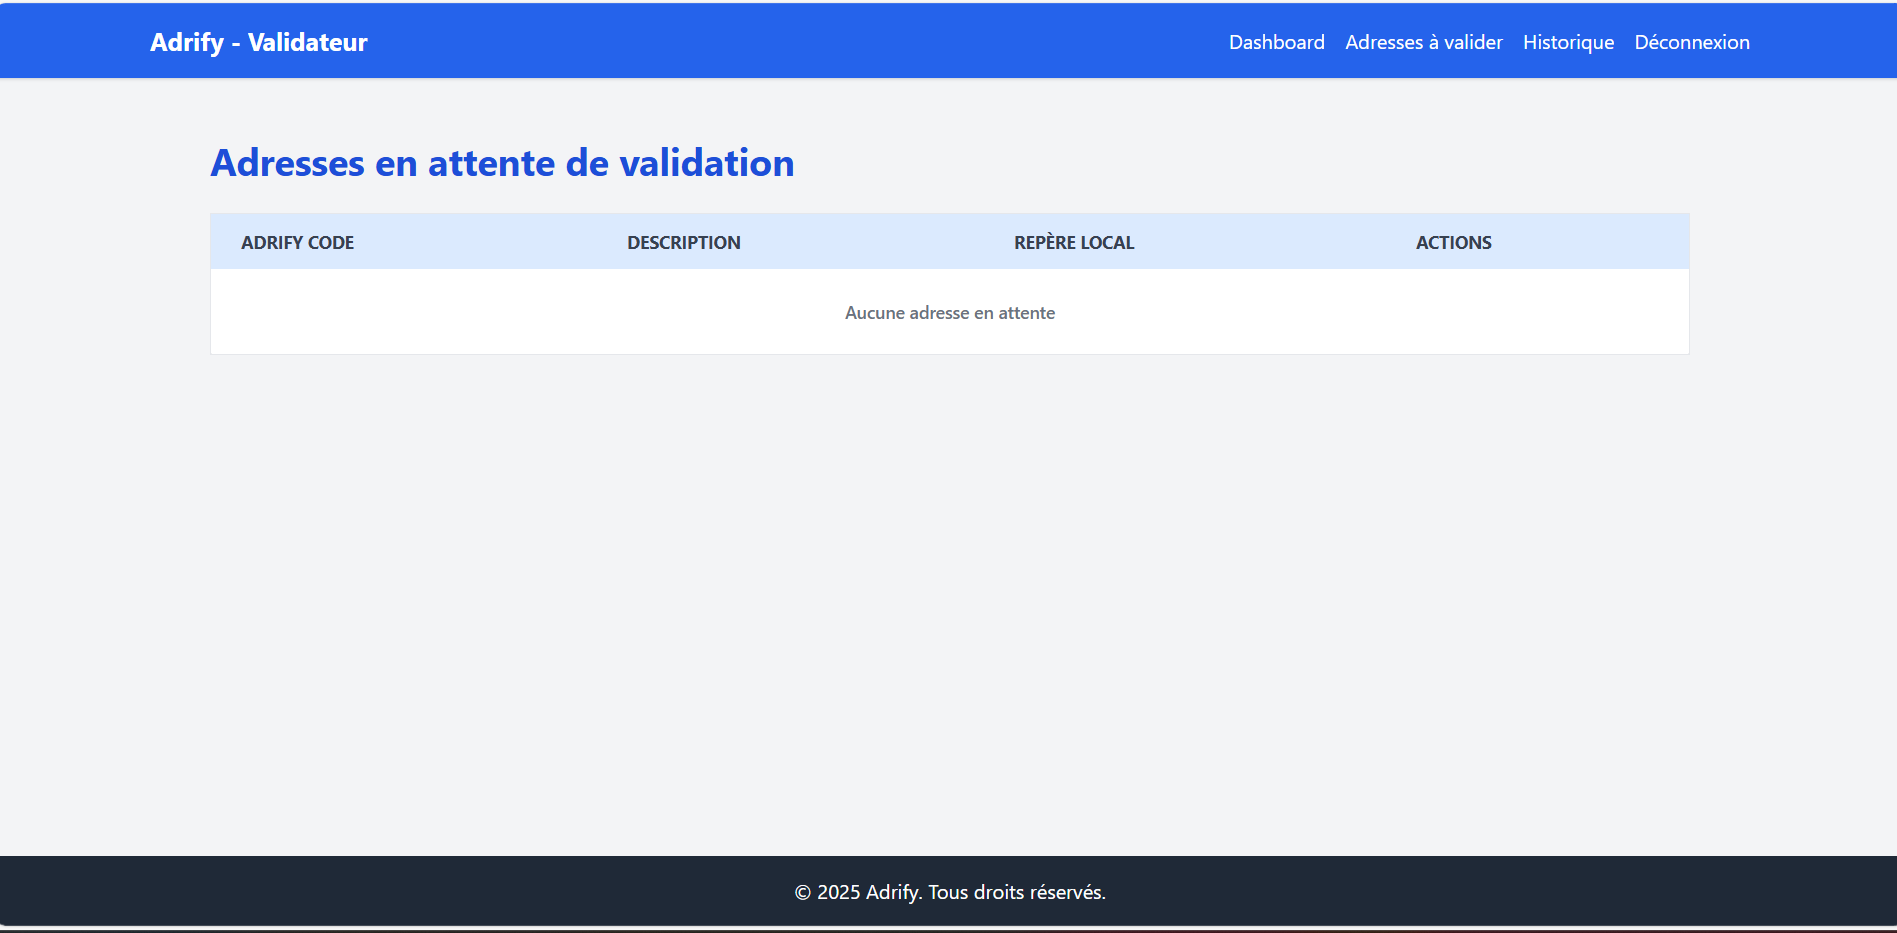 Adrify - Validateur
Dashboard Adresses à valider Historique Déconnexion
Adresses en attente de validation
ADRIFY CODE DESCRIPTION REPÈRE LOCAL ACTIONS
Aucune adresse en attente
© 2025 Adrify. Tous droits réservés.